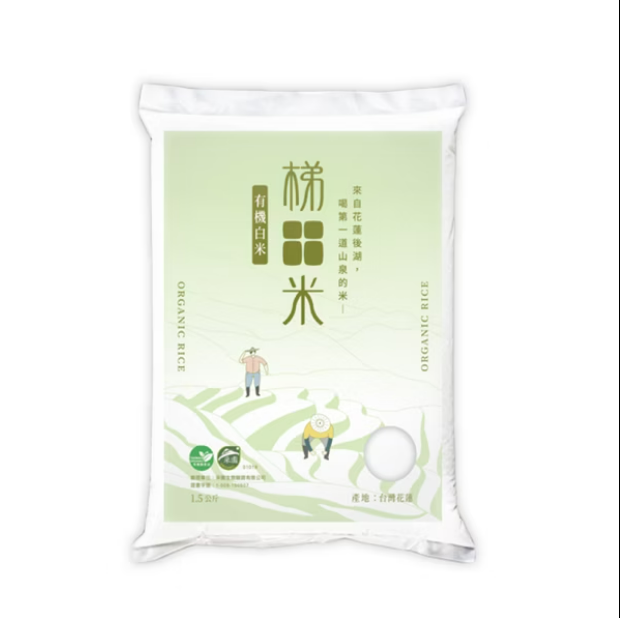 梯田米
有機白米
來自花蓮後湖，
喝第一道山泉的米⋯
ORGANIC RICE
ORGANIC RICE
1.5公斤
產地：台灣花蓮